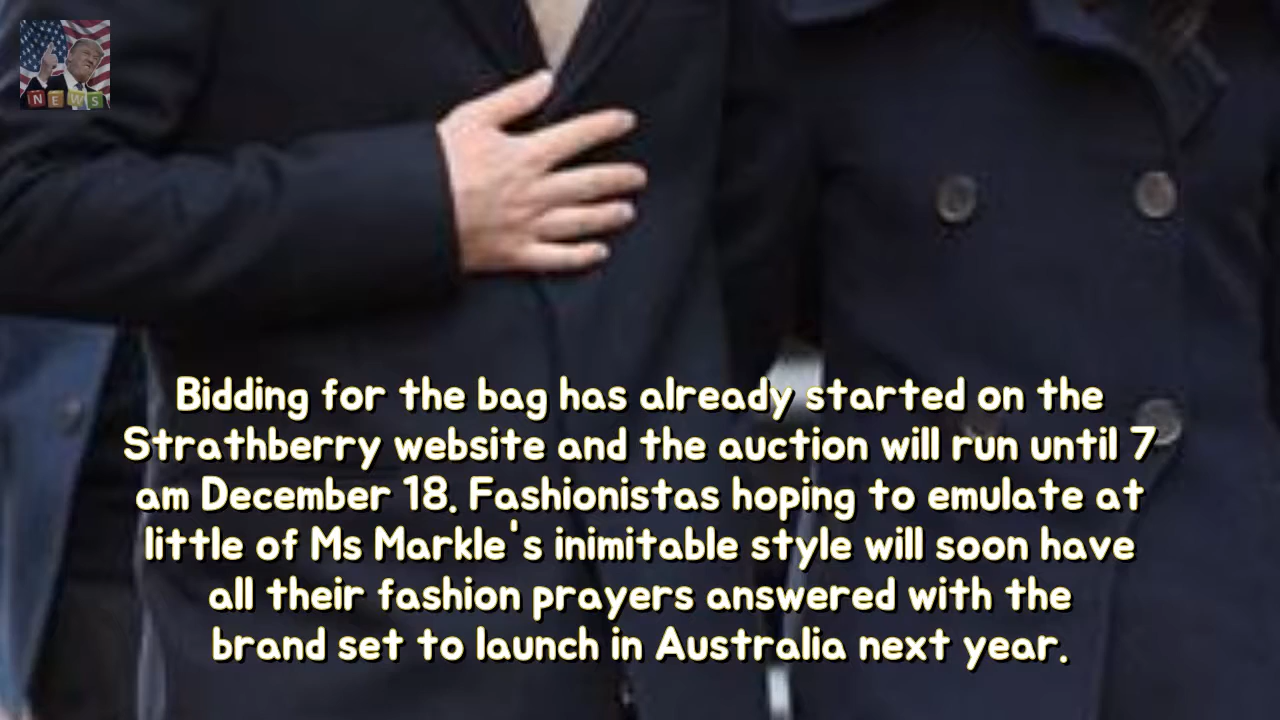 NEWS
Bidding for the bag has already started on the
Strathberry website and the auction will run until 7
am December 18. Fashionistas hoping to emulate at
little of Ms Markle's inimitable style will soon have
all their fashion prayers answered with the
brand set to launch in Australia next year.